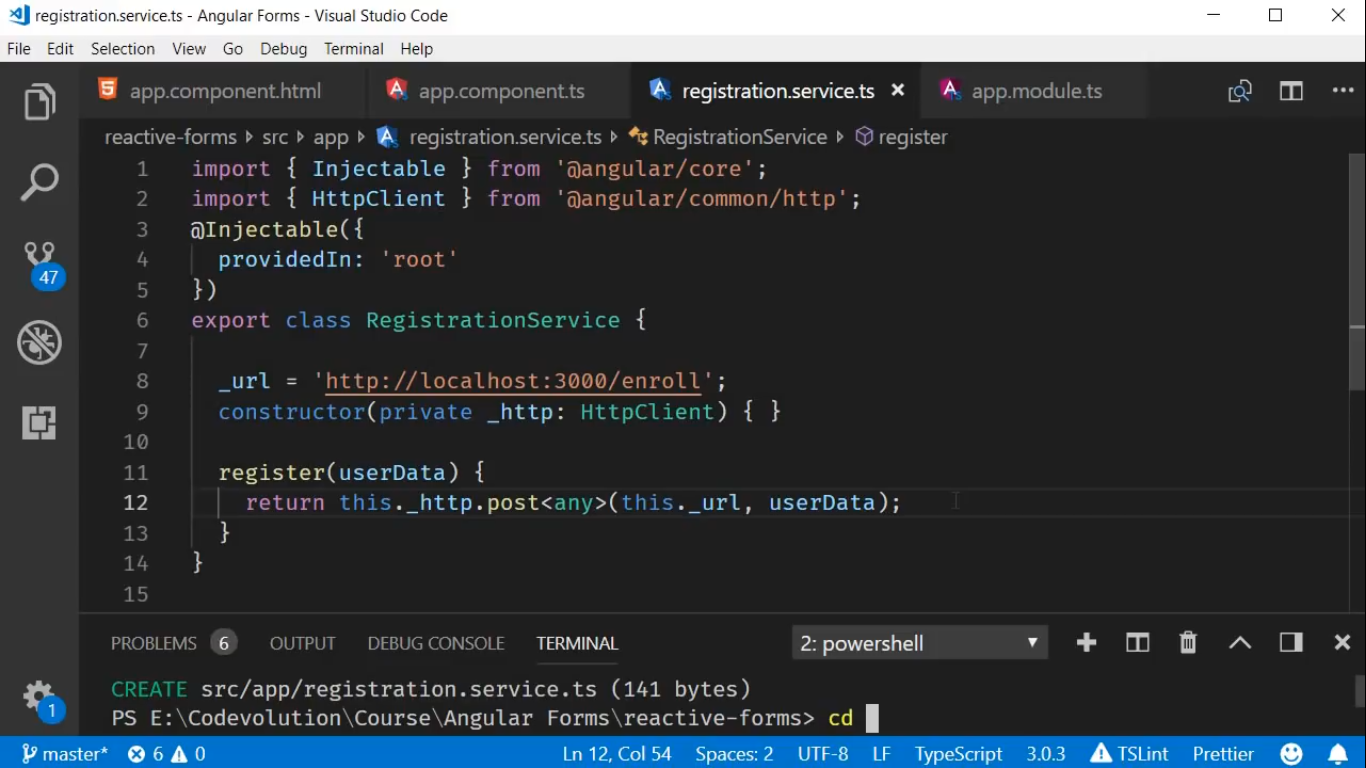 registration.service.ts - Angular Forms - Visual Studio Code
File Edit Selection View Go Debug Terminal Help
app.component.html app.component.ts registration.service.ts app.module.ts
reactive-forms src app registration.service.ts RegistrationService register
1 import { Injectable } from '@angular/core';
2 import { HttpClient } from '@angular/common/http';
3 @Injectable({
4   providedIn: 'root'
5 })
6 export class RegistrationService {
7
8   _url = 'http://localhost:3000/enroll';
9   constructor(private _http: HttpClient) { }
10
11   register(userData) {
12     return this._http.post<any>(this._url, userData);
13   }
14 }
15
47
PROBLEMS 6 OUTPUT DEBUG CONSOLE TERMINAL 2: powershell
CREATE src/app/registration.service.ts (141 bytes)
PS E:\Codevolution\Course\Angular Forms\reactive-forms> cd
1
master* 6 0 Ln 12, Col 54 Spaces: 2 UTF-8 LF TypeScript 3.0.3 TSLint Prettier